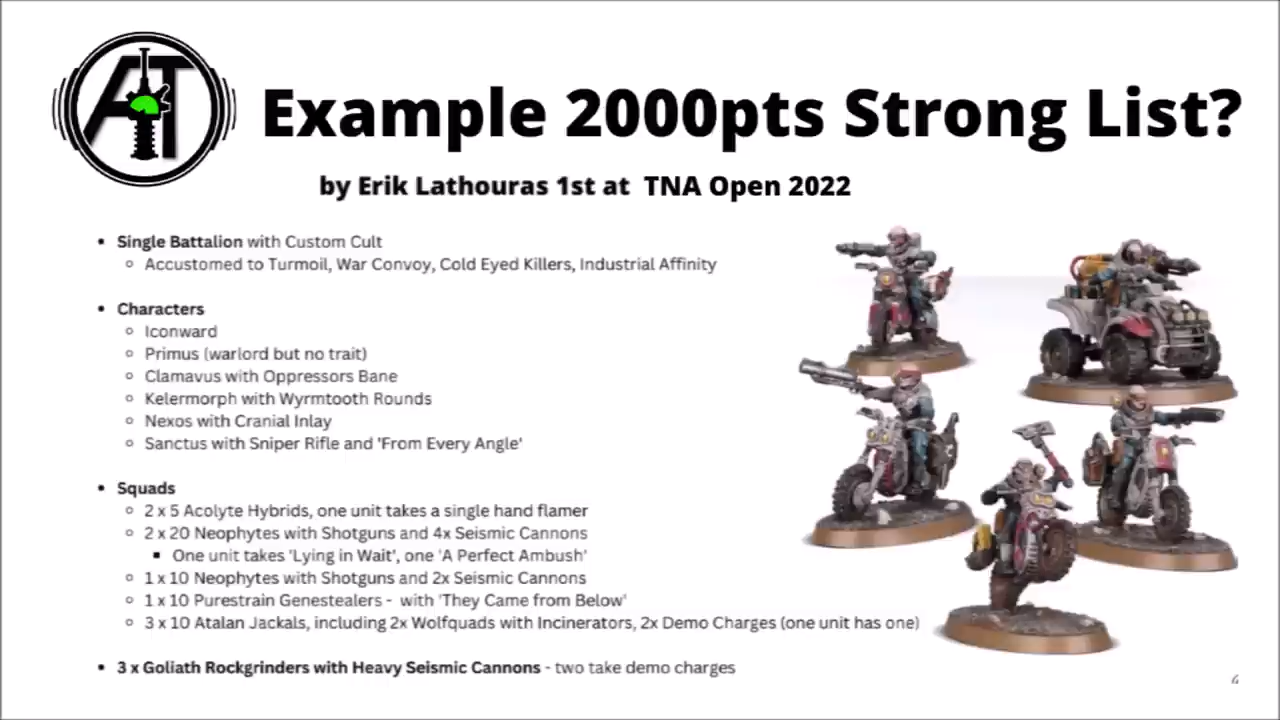 AT
Example 2000pts Strong List?
by Erik Lathouras 1st at TNA Open 2022
• Single Battalion with Custom Cult
○ Accustomed to Turmoil, War Convoy, Cold Eyed Killers, Industrial Affinity
• Characters
○ Iconward
○ Primus (warlord but no trait)
○ Clamavus with Oppressors Bane
○ Kelermorph with Wyrmtooth Rounds
○ Nexos with Cranial Inlay
○ Sanctus with Sniper Rifle and 'From Every Angle'
• Squads
○ 2 x 5 Acolyte Hybrids, one unit takes a single hand flamer
○ 2 x 20 Neophytes with Shotguns and 4x Seismic Cannons
▪ One unit takes 'Lying in Wait', one 'A Perfect Ambush'
○ 1 x 10 Neophytes with Shotguns and 2x Seismic Cannons
○ 1 x 10 Purestrain Genestealers - with 'They Came from Below'
○ 3 x 10 Atalan Jackals, including 2x Wolfquads with Incinerators, 2x Demo Charges (one unit has one)
• 3 x Goliath Rockgrinders with Heavy Seismic Cannons - two take demo charges
6